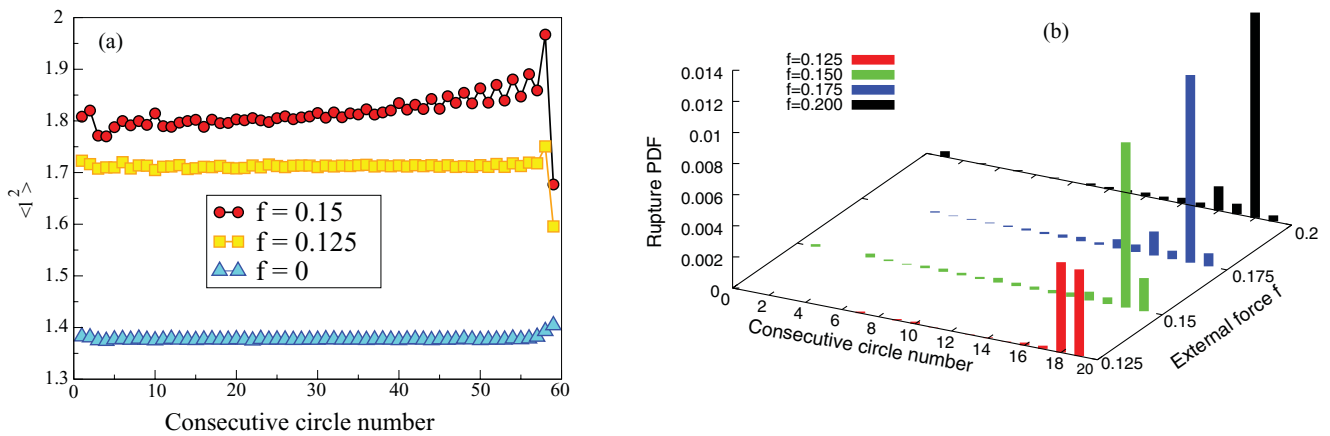 (a)
2
1.9
1.8
1.7
1.6
1.5
1.4
1.3
<l²>
f = 0.15
f = 0.125
f = 0
0 10 20 30 40 50 60
Consecutive circle number
(b)
f=0.125
f=0.150
f=0.175
f=0.200
0.014
0.012
0.01
0.008
0.006
0.004
0.002
0
Rupture PDF
0 2 4 6 8 10 12 14 16 18 20
Consecutive circle number
0.125
0.15
0.175
0.2
External force f